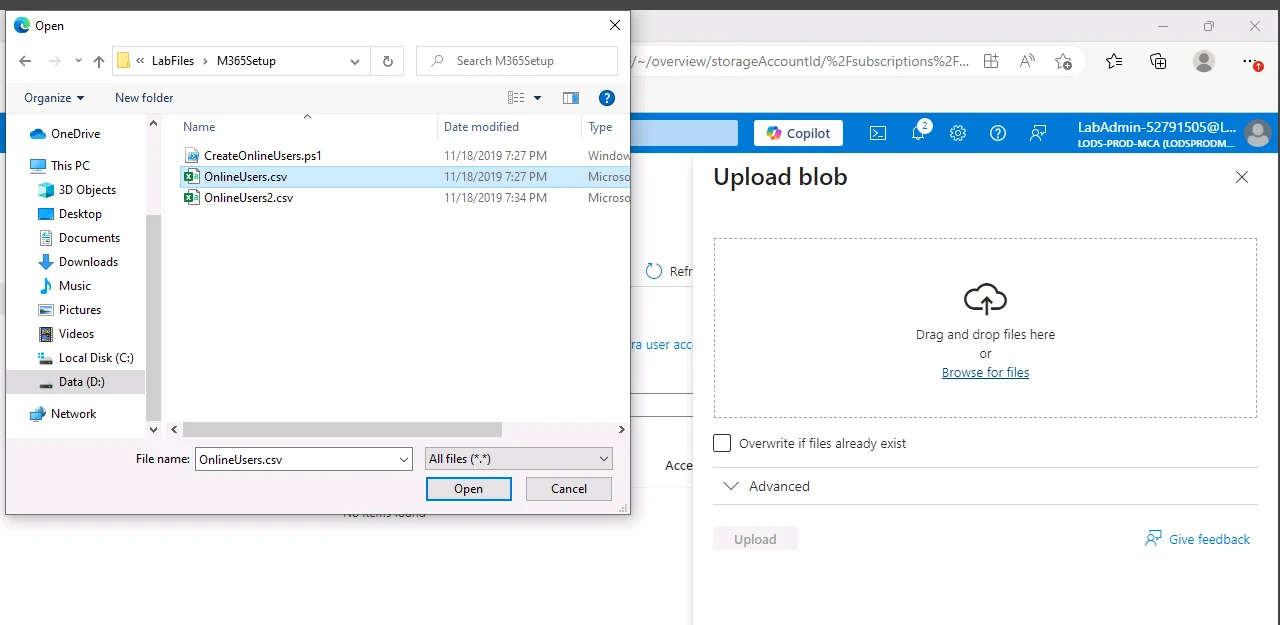 Open
LabFiles
M365Setup
Search M365Setup
Organize
New folder
OneDrive
This PC
3D Objects
Desktop
Documents
Downloads
Music
Pictures
Videos
Local Disk (C:)
Data (D:)
Network
Name
Date modified
Type
CreateOnlineUsers.ps1
11/18/2019 7:27 PM
Window
OnlineUsers.csv
11/18/2019 7:27 PM
Microso
OnlineUsers2.csv
11/18/2019 7:34 PM
Microso
File name:
OnlineUsers.csv
All files (*.*)
Open
Cancel
No items found
/~/overview/storageAccountId/%2Fsubscriptions%2F...
Copilot
2
LabAdmin-52791505@L...
LODS-PROD-MCA (LODSPRODM...
Refr
ra user acc
Acce
Upload blob
Drag and drop files here
or
Browse for files
Overwrite if files already exist
Advanced
Upload
Give feedback